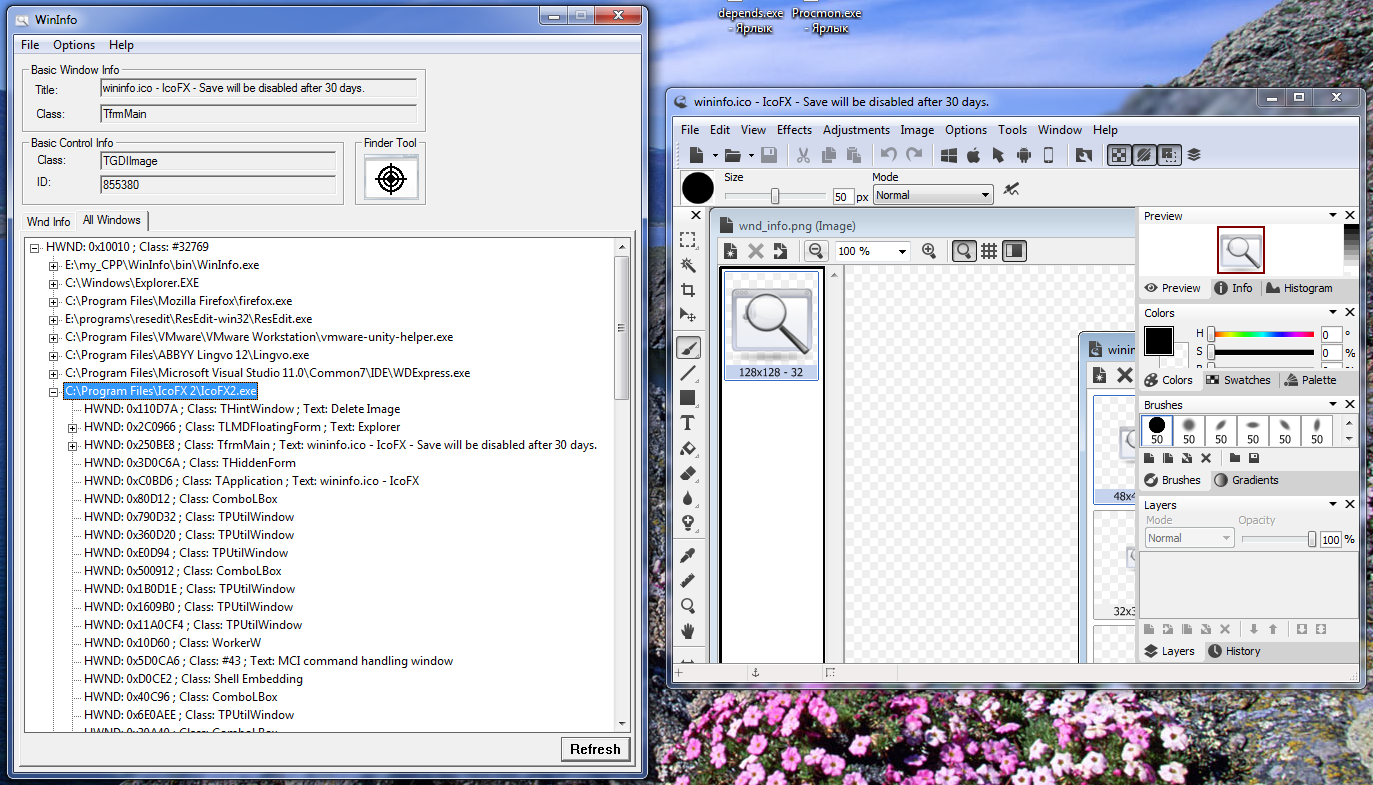 depends.exe
- Ярлык
Procmon.exe
- Ярлык
WinInfo
File Options Help
Basic Window Info
Title: wininfo.ico - IcoFX - Save will be disabled after 30 days.
Class: TfrmMain
Basic Control Info
Class: TGDIImage
ID: 855380
Finder Tool
Wnd Info All Windows
HWND: 0x10010 ; Class: #32769
E:\my_CPP\WinInfo\bin\WinInfo.exe
C:\Windows\Explorer.EXE
C:\Program Files\Mozilla Firefox\firefox.exe
E:\programs\resedit\ResEdit-win32\ResEdit.exe
C:\Program Files\VMware\VMware Workstation\vmware-unity-helper.exe
C:\Program Files\ABBYY Lingvo 12\Lingvo.exe
C:\Program Files\Microsoft Visual Studio 11.0\Common7\IDE\WDExpress.exe
C:\Program Files\IcoFX 2\IcoFX2.exe
HWND: 0x110D7A ; Class: THintWindow ; Text: Delete Image
HWND: 0x2C0966 ; Class: TLMDFloatingForm ; Text: Explorer
HWND: 0x250BE8 ; Class: TfrmMain ; Text: wininfo.ico - IcoFX - Save will be disabled after 30 days.
HWND: 0x3D0C6A ; Class: THiddenForm
HWND: 0xC0BD6 ; Class: TApplication ; Text: wininfo.ico - IcoFX
HWND: 0x80D12 ; Class: ComboLBox
HWND: 0x790D32 ; Class: TPUtilWindow
HWND: 0x360D20 ; Class: TPUtilWindow
HWND: 0xE0D94 ; Class: TPUtilWindow
HWND: 0x500912 ; Class: ComboLBox
HWND: 0x1B0D1E ; Class: TPUtilWindow
HWND: 0x1609B0 ; Class: TPUtilWindow
HWND: 0x11A0CF4 ; Class: TPUtilWindow
HWND: 0x10D60 ; Class: WorkerW
HWND: 0x5D0CA6 ; Class: #43 ; Text: MCI command handling window
HWND: 0xD0CE2 ; Class: Shell Embedding
HWND: 0x40C96 ; Class: ComboLBox
HWND: 0x6E0AEE ; Class: TPUtilWindow
HWND: 0x20A40 ; Class: ComboLBox
Refresh
wininfo.ico - IcoFX - Save will be disabled after 30 days.
File Edit View Effects Adjustments Image Options Tools Window Help
Size 50 px
Mode
Normal
wnd_info.png (Image)
100 %
128x128 - 32
winin
48x4
32x3
Preview
Preview Info Histogram
Colors
H 0 °
S 0 %
Colors Swatches Palette
Brushes
50 50 50 50 50 50
Brushes Gradients
Layers
Mode Opacity
Normal 100 %
Layers History